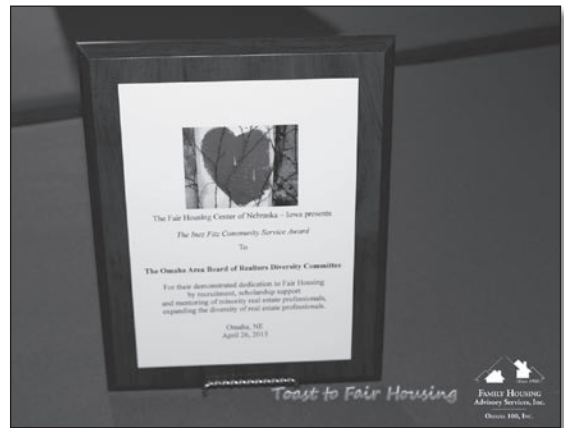 The Fair Housing Center of Nebraska – Iowa presents
The Inez Fitz Community Service Award
To
The Omaha Area Board of Realtors Diversity Committee
For their demonstrated dedication to Fair Housing
by recruitment, scholarship support
and mentoring of minority real estate professionals,
expanding the diversity of real estate professionals.
Omaha, NE
April 26, 2013
Toast to Fair Housing
Since 1968
FAMILY HOUSING
Advisory Services, Inc.
OMAHA 100, INC.